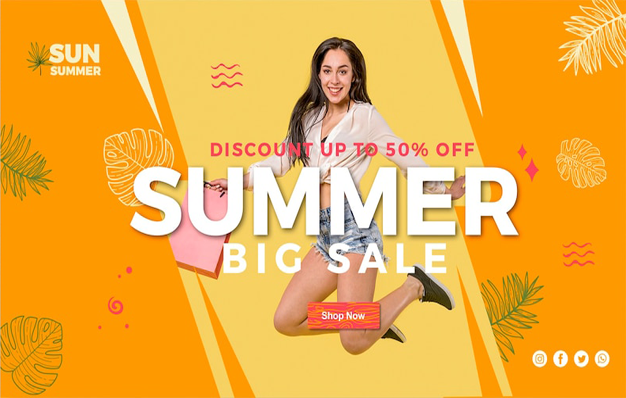 SUN
SUMMER
DISCOUNT UP TO 50% OFF
SUMMER
BIG SALE
Shop Now